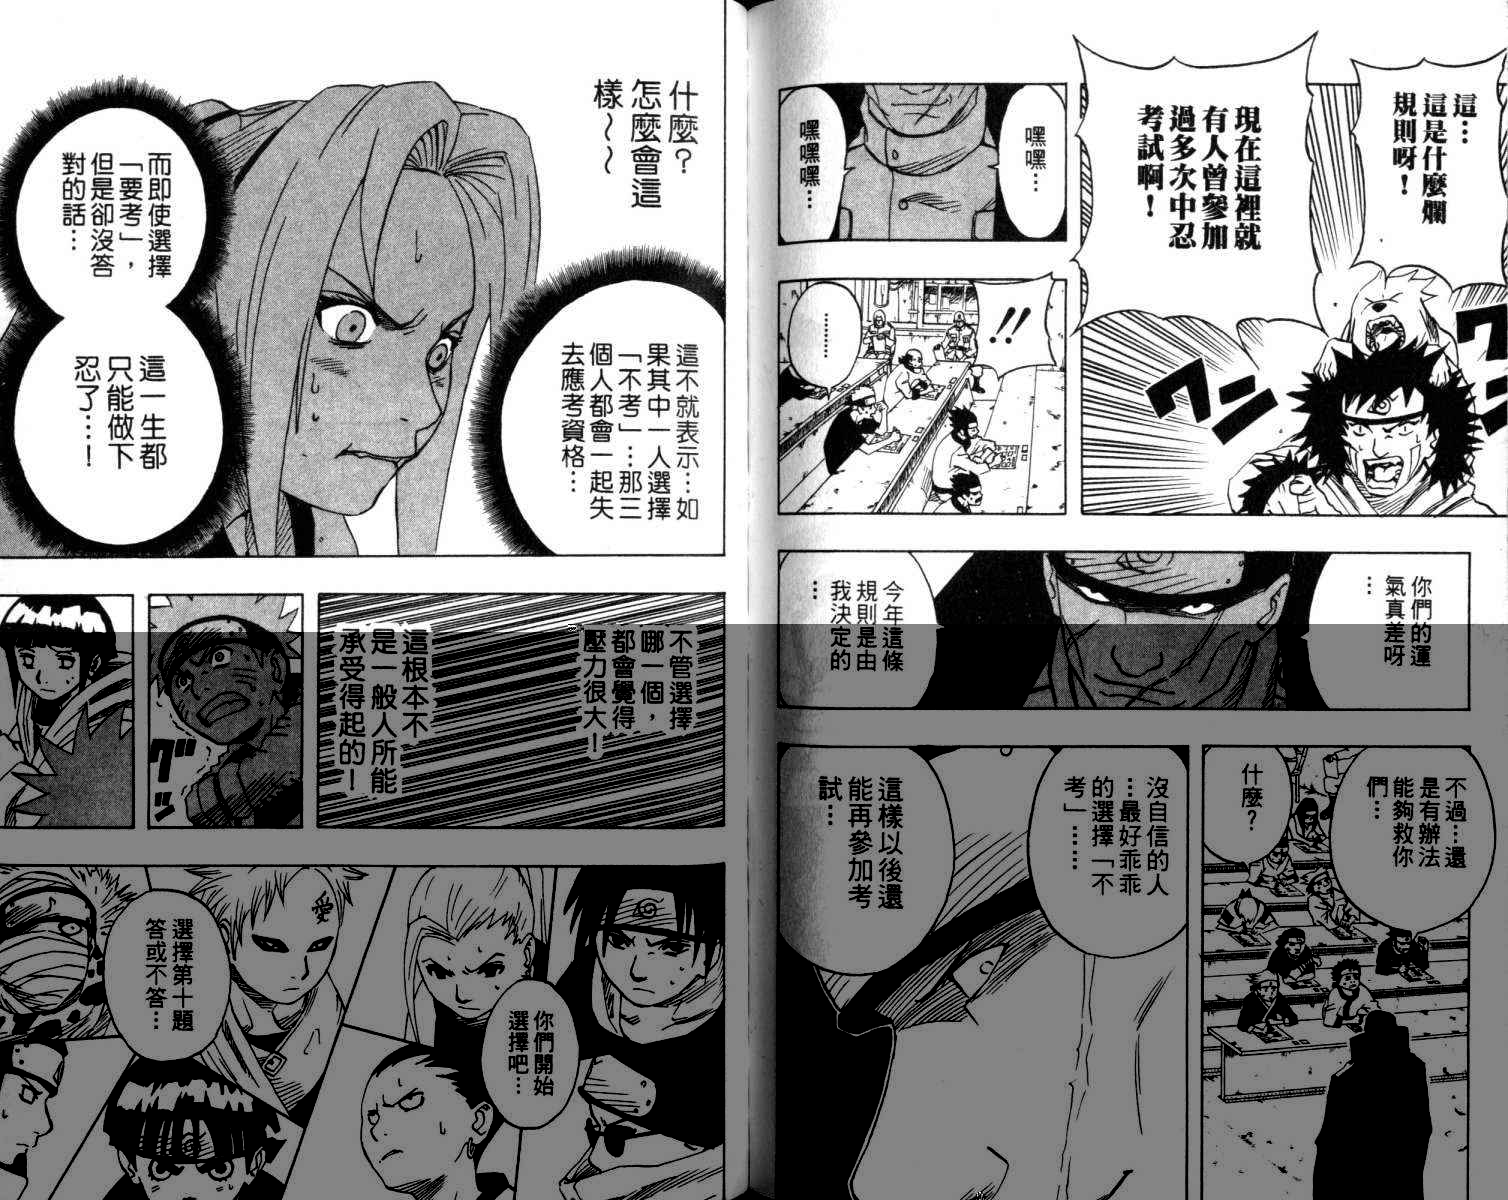 這…
這是什麼爛
規則呀！
現在這裡就
有人曾參加
過多次中忍
考試啊！
ワン
ワ
嘿嘿…
嘿嘿嘿…
!!
………
你們的運
氣真差呀
…
今年這條
規則是由
我決定的
…
不過…還
是有辦法
能夠救你
們…
什麼？
沒自信的人
…最好乖乖
的選擇「不
考」……
這樣以後還
能再參加考
試…
什麼？
怎麼會這
樣～～
這不就表示…如
果其中一人選擇
「不考」…那三
個人都會一起失
去應考資格…
而即使選擇
「要考」，
但是卻沒答
對的話…
這一生都
只能做下
忍了…！
不管選擇
哪一個，
都會覺得
壓力很大！
這根本不
是一般人所能
承受得起的！
グッ
愛
你們開始
選擇吧…
選擇第十題
答或不答…